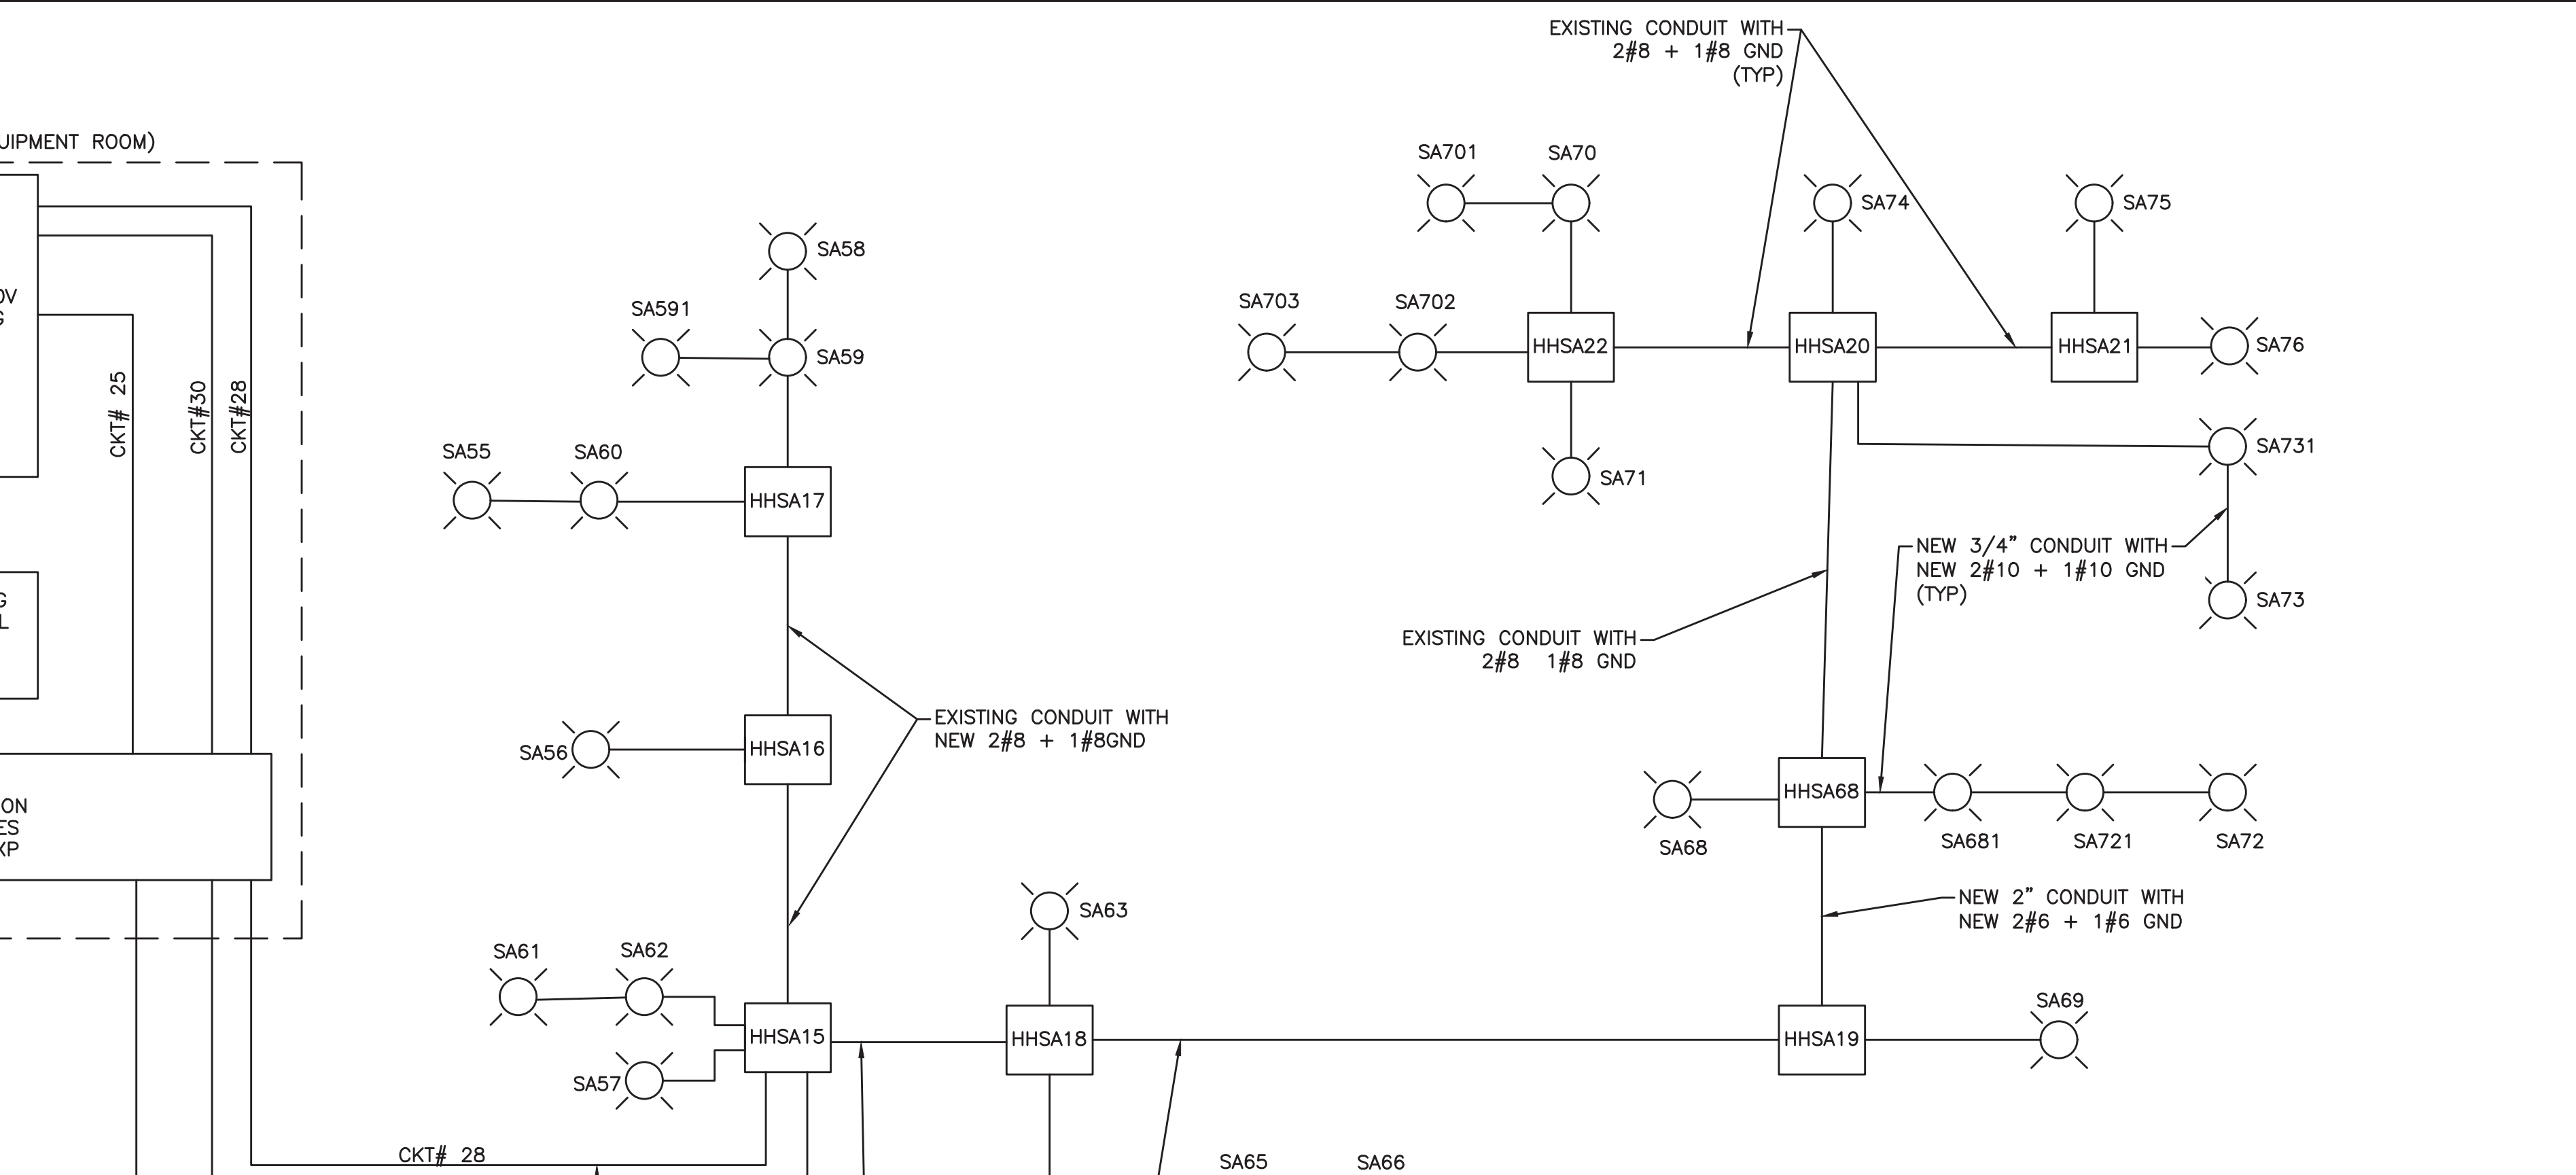 EXISTING CONDUIT WITH
2#8 + 1#8 GND
(TYP)
UIPMENT ROOM)
SA701
SA70
SA74
SA75
SA58
SA591
SA59
SA703
SA702
HHSA22
HHSA20
HHSA21
SA76
0V
G
CKT# 25
CKT#30
CKT#28
SA55
SA60
HHSA17
SA71
SA731
NEW 3/4" CONDUIT WITH
NEW 2#10 + 1#10 GND
(TYP)
SA73
EXISTING CONDUIT WITH
2#8 1#8 GND
G
L
EXISTING CONDUIT WITH
NEW 2#8 + 1#8GND
SA56
HHSA16
HHSA68
SA68
SA681
SA721
SA72
ON
ES
XP
NEW 2" CONDUIT WITH
NEW 2#6 + 1#6 GND
SA63
SA61
SA62
SA69
HHSA15
HHSA18
HHSA19
SA57
CKT# 28
SA65
SA66